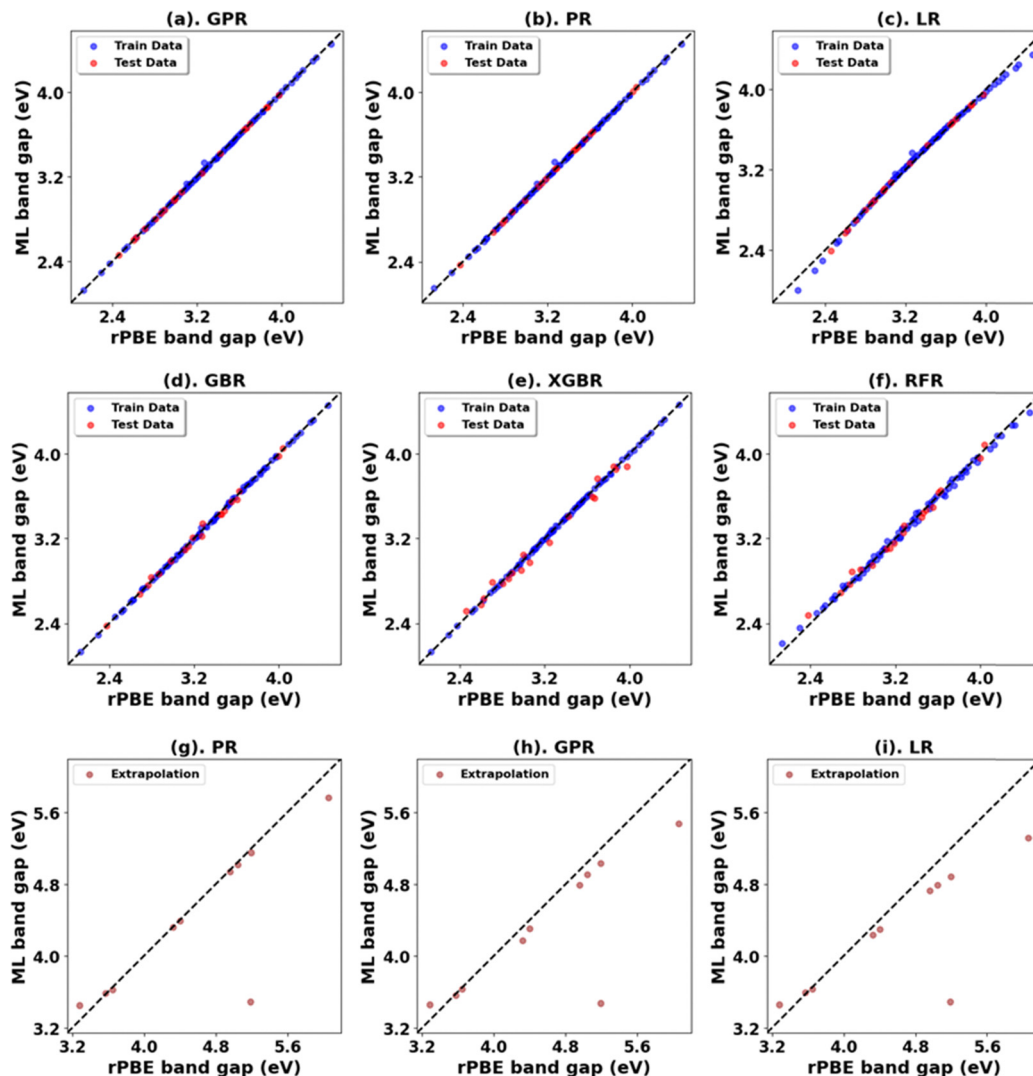 (a). GPR
Train Data
Test Data
ML band gap (eV)
4.0
3.2
2.4
2.4 3.2 4.0
rPBE band gap (eV)
(b). PR
Train Data
Test Data
ML band gap (eV)
4.0
3.2
2.4
2.4 3.2 4.0
rPBE band gap (eV)
(c). LR
Train Data
Test Data
ML band gap (eV)
4.0
3.2
2.4
2.4 3.2 4.0
rPBE band gap (eV)
(d). GBR
Train Data
Test Data
ML band gap (eV)
4.0
3.2
2.4
2.4 3.2 4.0
rPBE band gap (eV)
(e). XGBR
Train Data
Test Data
ML band gap (eV)
4.0
3.2
2.4
2.4 3.2 4.0
rPBE band gap (eV)
(f). RFR
Train Data
Test Data
ML band gap (eV)
4.0
3.2
2.4
2.4 3.2 4.0
rPBE band gap (eV)
(g). PR
Extrapolation
ML band gap (eV)
5.6
4.8
4.0
3.2
3.2 4.0 4.8 5.6
rPBE band gap (eV)
(h). GPR
Extrapolation
ML band gap (eV)
5.6
4.8
4.0
3.2
3.2 4.0 4.8 5.6
rPBE band gap (eV)
(i). LR
Extrapolation
ML band gap (eV)
5.6
4.8
4.0
3.2
3.2 4.0 4.8 5.6
rPBE band gap (eV)